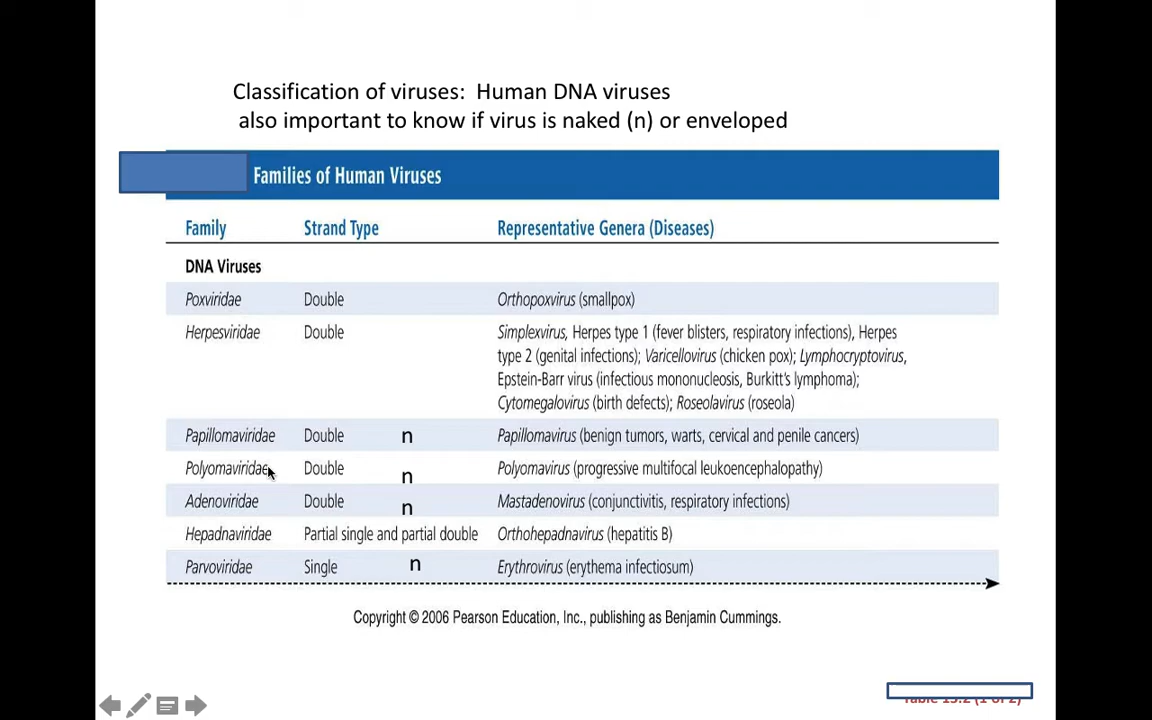 Classification of viruses:  Human DNA viruses
also important to know if virus is naked (n) or enveloped
Families of Human Viruses
Family Strand Type Representative Genera (Diseases)
DNA Viruses
Poxviridae Double Orthopoxvirus (smallpox)
Herpesviridae Double Simplexvirus, Herpes type 1 (fever blisters, respiratory infections), Herpes
type 2 (genital infections); Varicellovirus (chicken pox); Lymphocryptovirus,
Epstein-Barr virus (infectious mononucleosis, Burkitt's lymphoma);
Cytomegalovirus (birth defects); Roseolavirus (roseola)
Papillomaviridae Double n Papillomavirus (benign tumors, warts, cervical and penile cancers)
Polyomaviridae Double n Polyomavirus (progressive multifocal leukoencephalopathy)
Adenoviridae Double n Mastadenovirus (conjunctivitis, respiratory infections)
Hepadnaviridae Partial single and partial double Orthohepadnavirus (hepatitis B)
Parvoviridae Single n Erythrovirus (erythema infectiosum)
Copyright © 2006 Pearson Education, Inc., publishing as Benjamin Cummings.